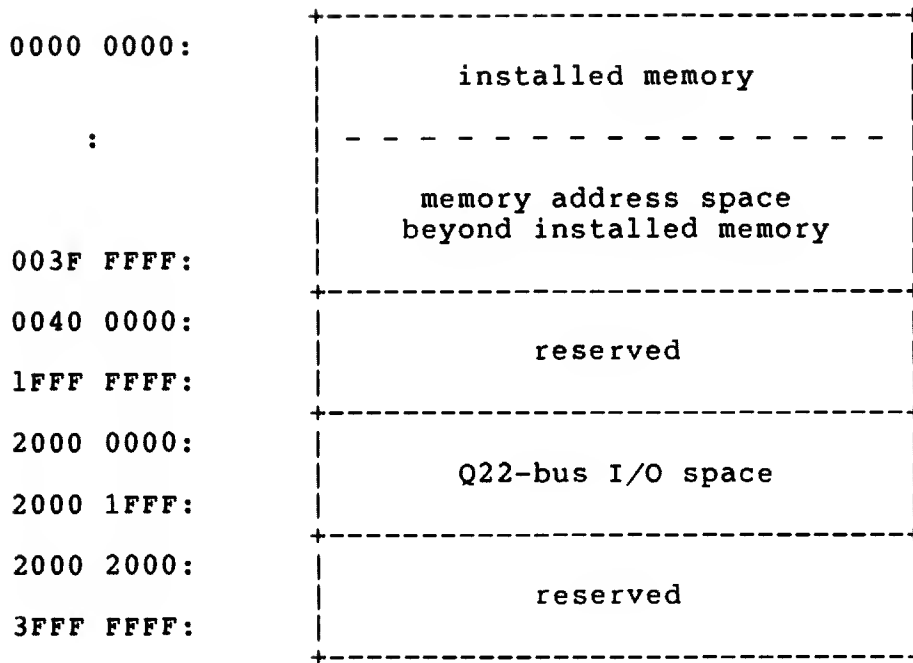 0000 0000:
installed memory
:
memory address space
beyond installed memory
003F FFFF:
0040 0000:
reserved
1FFF FFFF:
2000 0000:
Q22-bus I/O space
2000 1FFF:
2000 2000:
reserved
3FFF FFFF: